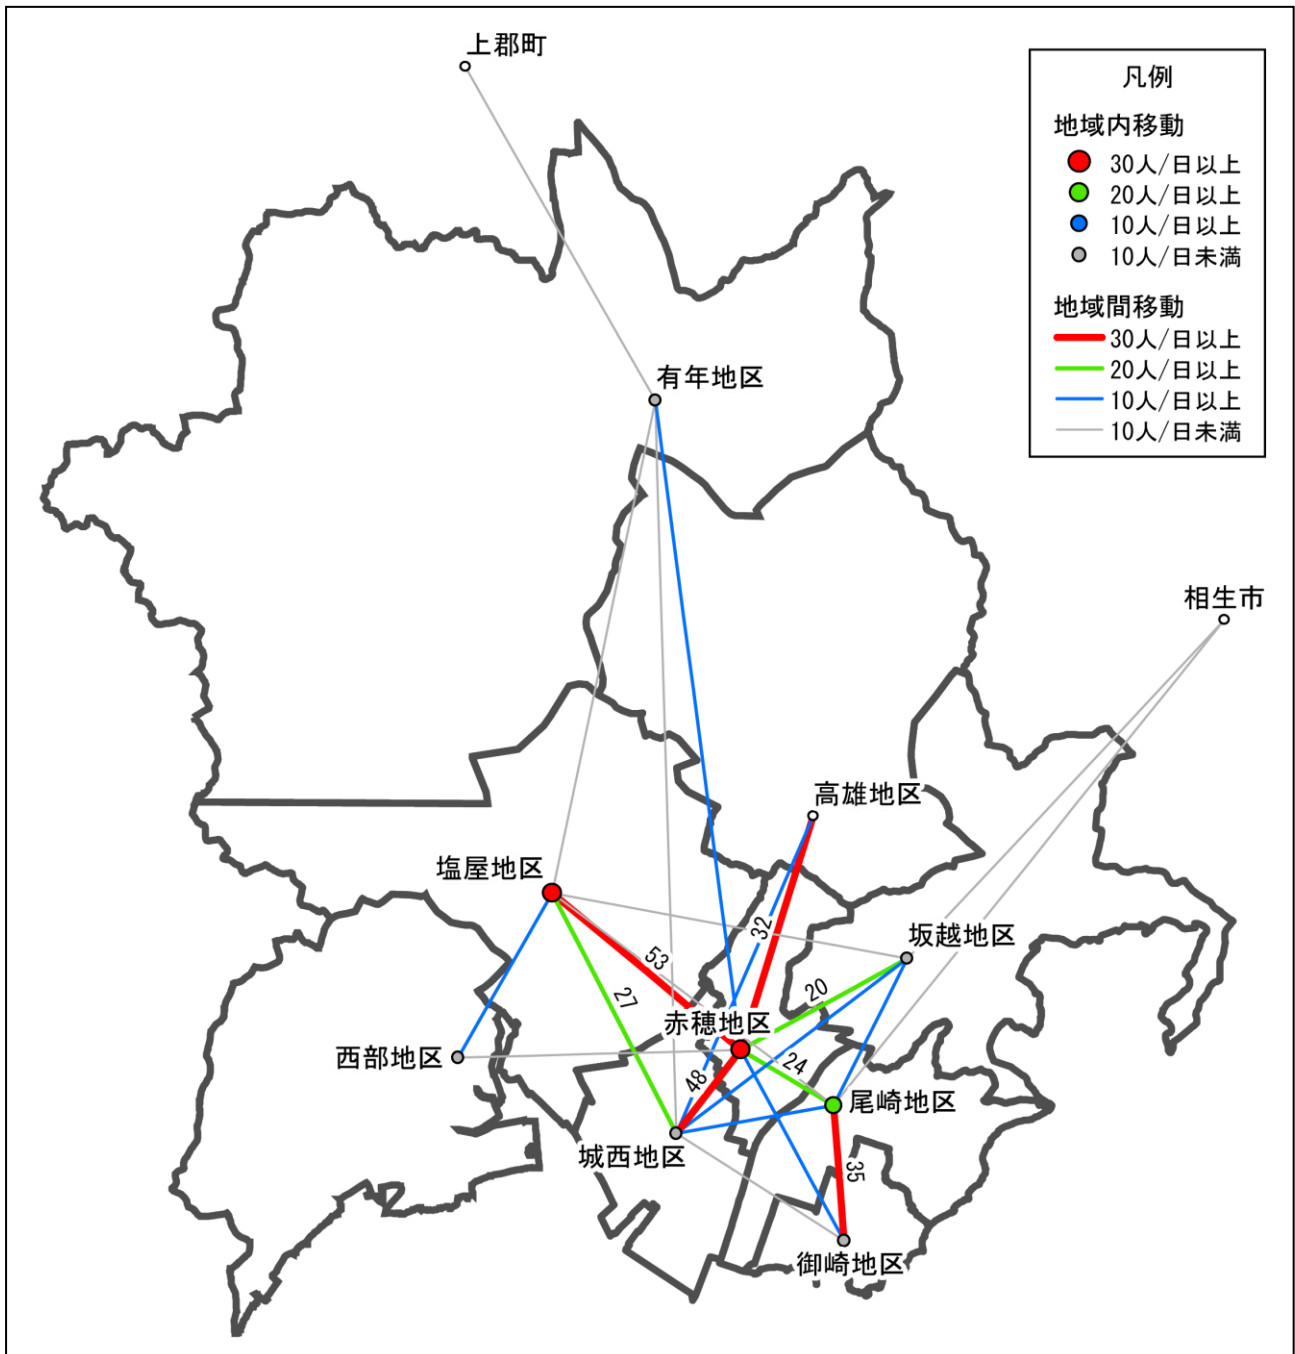 上郡町
凡例
地域内移動
30人/日以上
20人/日以上
10人/日以上
10人/日未満
地域間移動
30人/日以上
20人/日以上
10人/日以上
10人/日未満
有年地区
相生市
高雄地区
塩屋地区
32
坂越地区
53
27
20
赤穂地区
西部地区
48
24
尾崎地区
城西地区
35
御崎地区